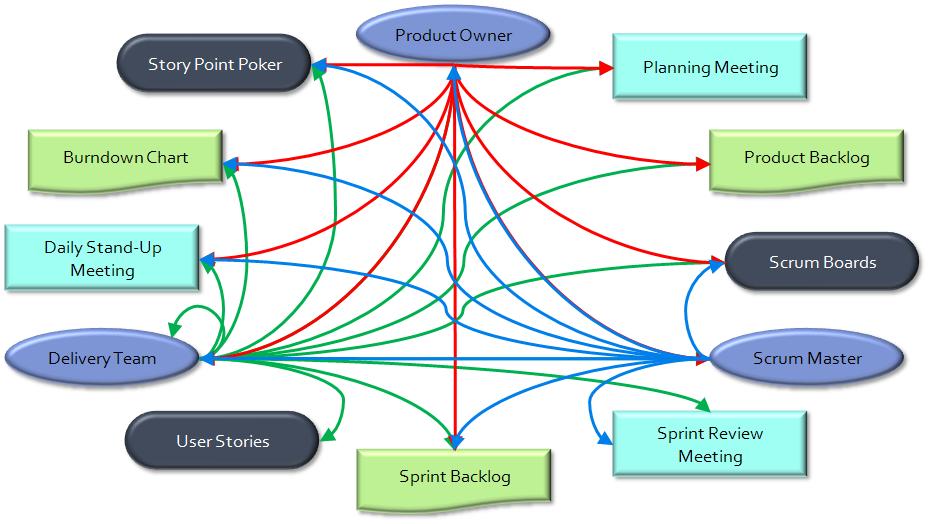 Product Owner
Story Point Poker
Planning Meeting
Burndown Chart
Product Backlog
Daily Stand-Up
Meeting
Scrum Boards
Delivery Team
Scrum Master
User Stories
Sprint Review
Meeting
Sprint Backlog